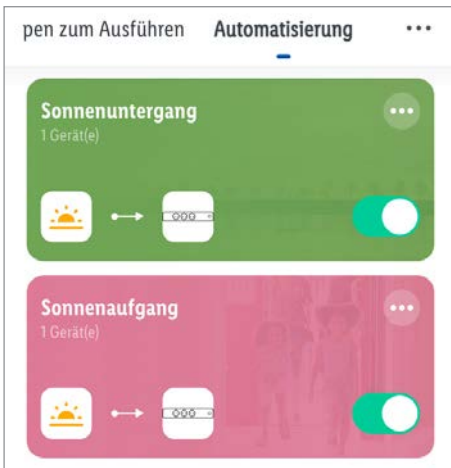 pen zum Ausführen Automatisierung
Sonnenuntergang
1 Gerät(e)
Sonnenaufgang
1 Gerät(e)